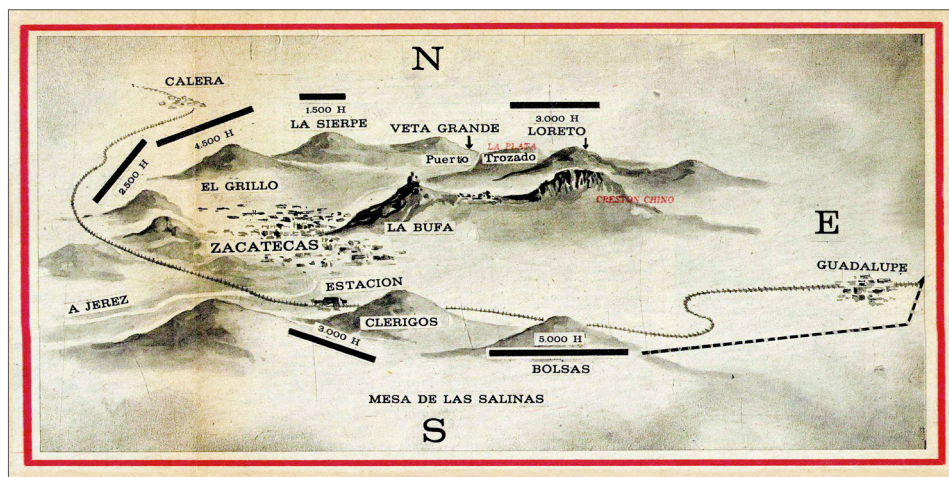 N
CALERA
1.500 H
LA SIERPE
3.000 H
LORETO
4.500 H
VETA GRANDE
LA PLATA
Puerto Trozado
2.500 H
EL GRILLO
CRESTON CHINO
LA BUFA
E
ZACATECAS
GUADALUPE
ESTACION
A JEREZ
CLERIGOS
3.000 H
5.000 H
BOLSAS
MESA DE LAS SALINAS
S